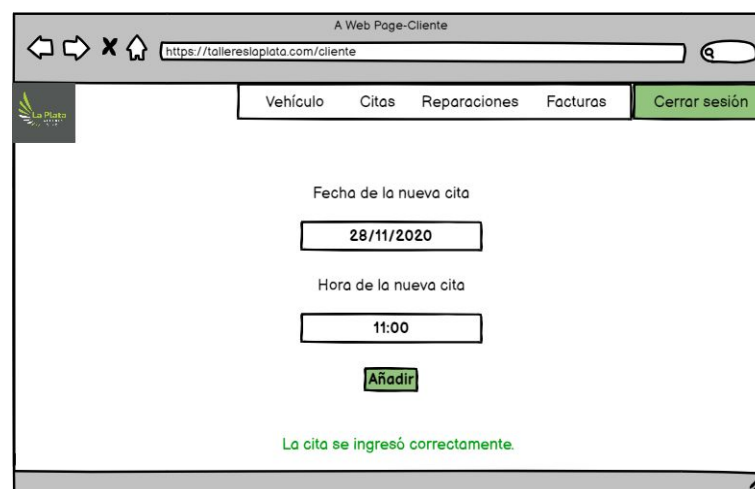 A Web Page-Cliente
https://tallereslaplata.com/cliente
La Plata
Vehículo Citas Reparaciones Facturas Cerrar sesión
Fecha de la nueva cita
28/11/2020
Hora de la nueva cita
11:00
Añadir
La cita se ingresó correctamente.